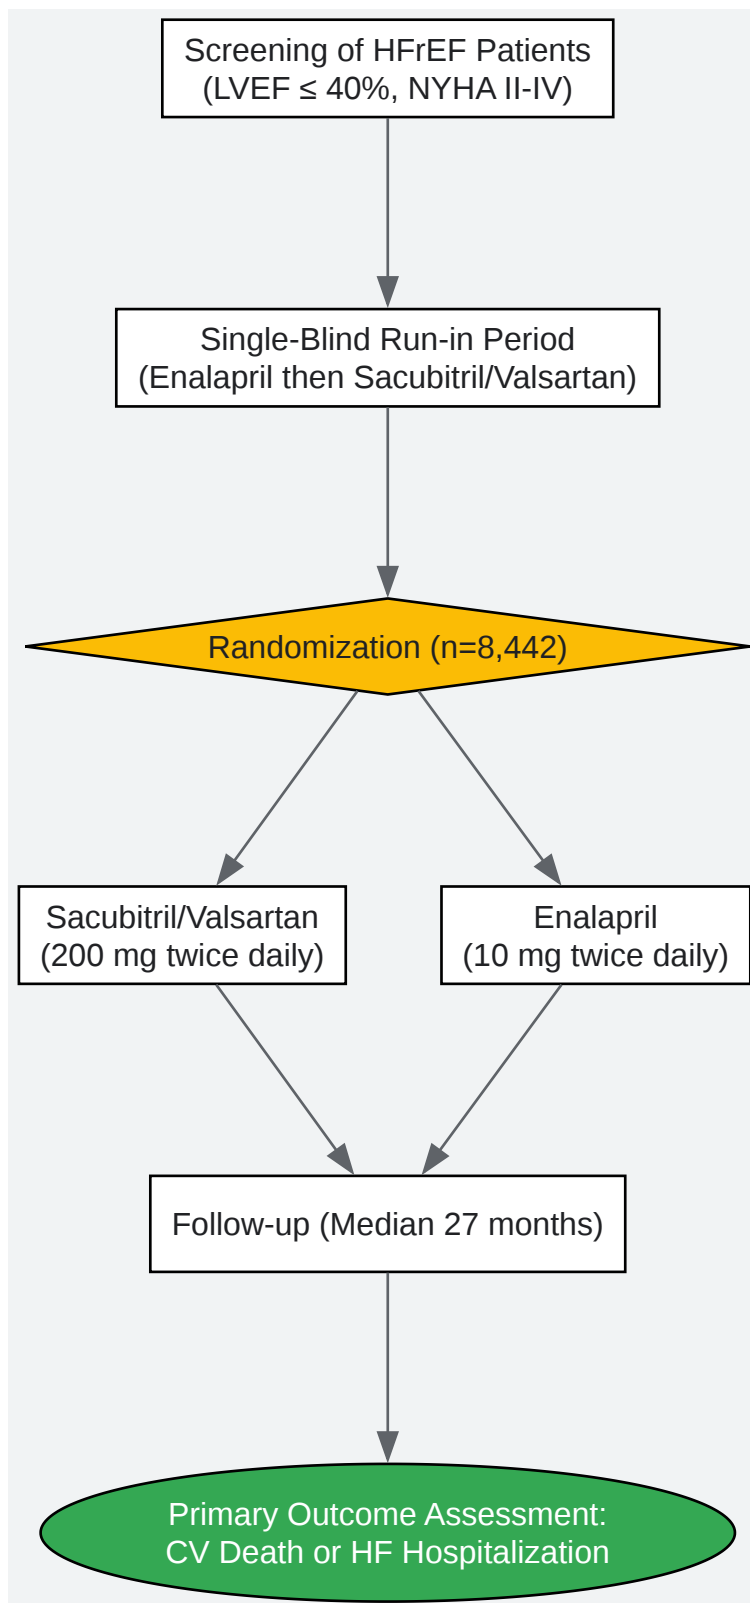 Screening of HFrEF Patients
(LVEF ≤ 40%, NYHA II-IV)
Single-Blind Run-in Period
(Enalapril then Sacubitril/Valsartan)
Randomization (n=8,442)
Sacubitril/Valsartan
(200 mg twice daily)
Enalapril
(10 mg twice daily)
Follow-up (Median 27 months)
Primary Outcome Assessment:
CV Death or HF Hospitalization